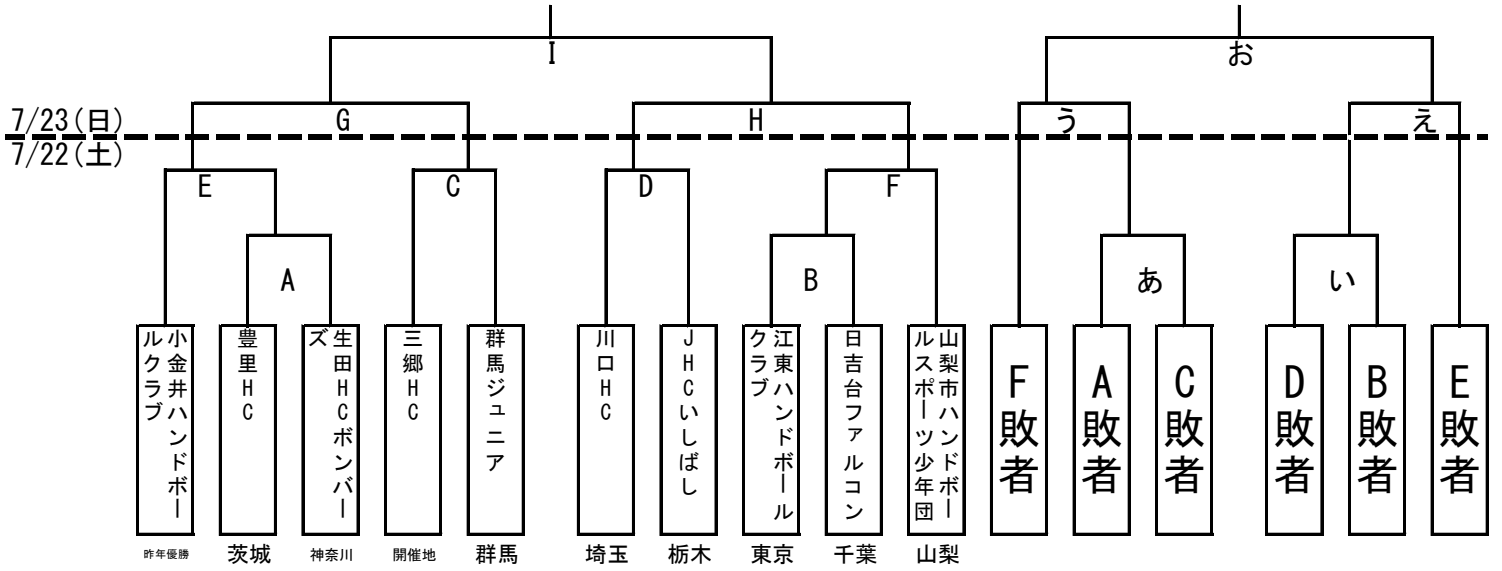 I
お
7/23(日)
G
H
う
え
7/22(土)
E
C
D
F
A
B
あ
い
小金井ハンドボー
ルクラブ
豊里HC
生田HCボンバー
ズ
三郷HC
群馬ジュニア
川口HC
JHCいしばし
江東ハンドボール
クラブ
日吉台ファルコン
山梨市ハンドボー
ルスポーツ少年団
F敗者
A敗者
C敗者
D敗者
B敗者
E敗者
昨年優勝
茨城
神奈川
開催地
群馬
埼玉
栃木
東京
千葉
山梨